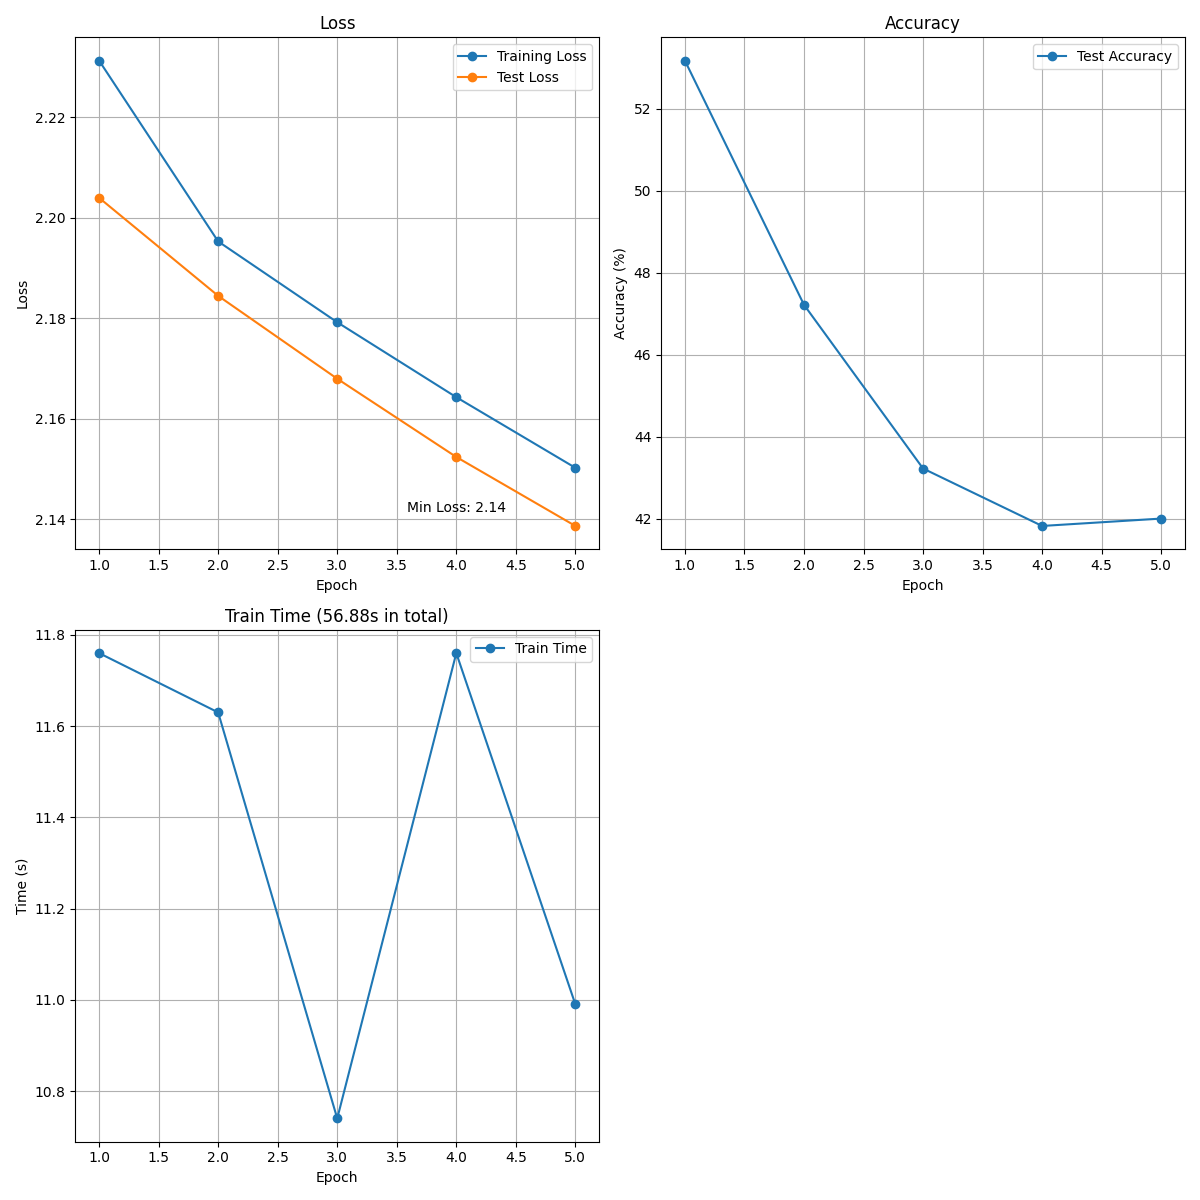 Loss
Training Loss
Test Loss
2.22
2.20
2.18
2.16
2.14
Loss
Min Loss: 2.14
1.0 1.5 2.0 2.5 3.0 3.5 4.0 4.5 5.0
Epoch
Accuracy
Test Accuracy
52
50
48
46
44
42
Accuracy (%)
1.0 1.5 2.0 2.5 3.0 3.5 4.0 4.5 5.0
Epoch
Train Time (56.88s in total)
Train Time
11.8
11.6
11.4
11.2
11.0
10.8
Time (s)
1.0 1.5 2.0 2.5 3.0 3.5 4.0 4.5 5.0
Epoch